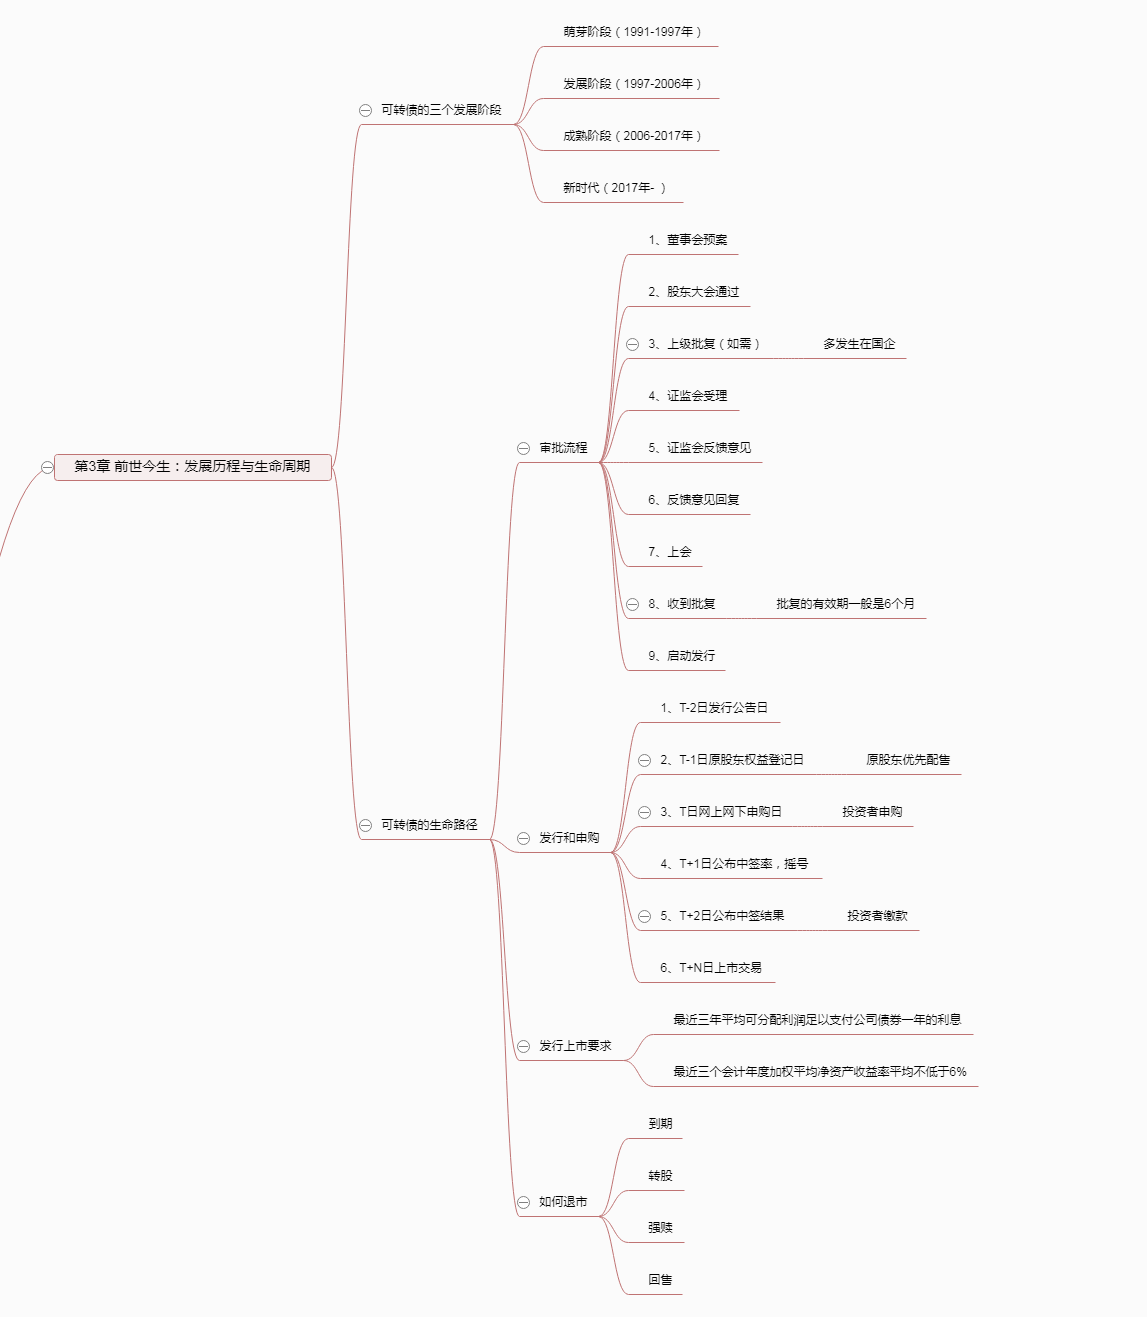 第3章 前世今生：发展历程与生命周期
可转债的三个发展阶段
萌芽阶段（1991-1997年）
发展阶段（1997-2006年）
成熟阶段（2006-2017年）
新时代（2017年- ）
可转债的生命路径
审批流程
1、董事会预案
2、股东大会通过
3、上级批复（如需）
多发生在国企
4、证监会受理
5、证监会反馈意见
6、反馈意见回复
7、上会
8、收到批复
批复的有效期一般是6个月
9、启动发行
发行和申购
1、T-2日发行公告日
2、T-1日原股东权益登记日
原股东优先配售
3、T日网上网下申购日
投资者申购
4、T+1日公布中签率，摇号
5、T+2日公布中签结果
投资者缴款
6、T+N日上市交易
发行上市要求
最近三年平均可分配利润足以支付公司债券一年的利息
最近三个会计年度加权平均净资产收益率平均不低于6%
如何退市
到期
转股
强赎
回售